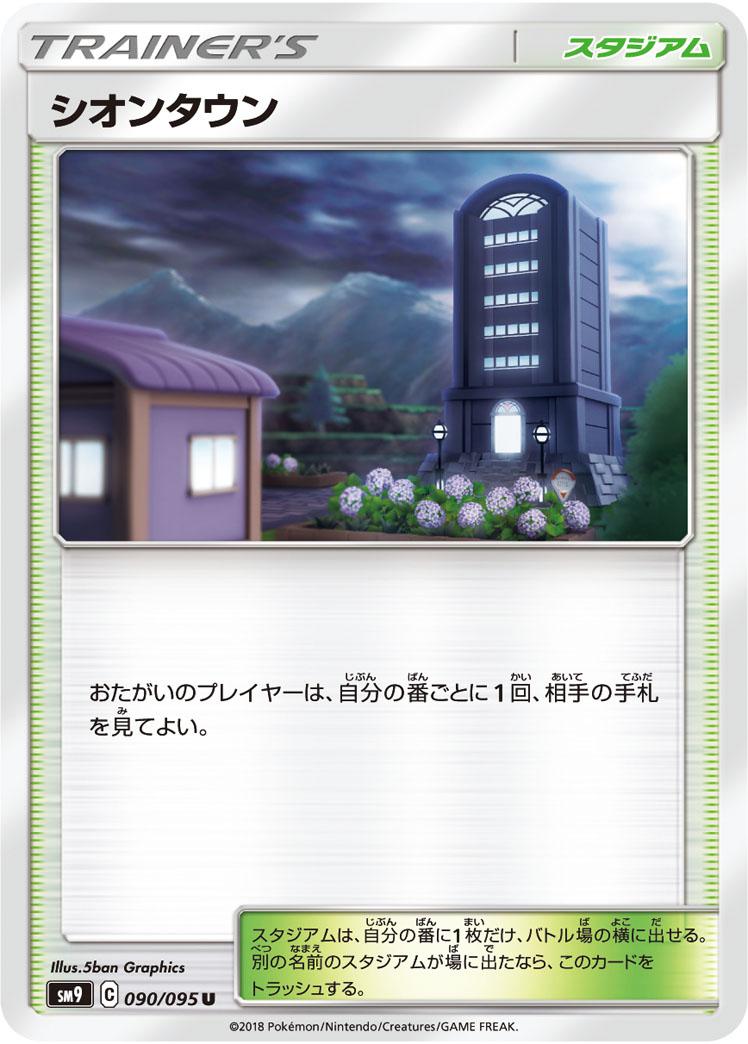 TRAINER'S スタジアム
シオンタウン
おたがいのプレイヤーは、自分の番ごとに1回、相手の手札
を見てよい。
スタジアムは、自分の番に1枚だけ、バトル場の横に出せる。
別の名前のスタジアムが場に出たなら、このカードを
トラッシュする。
Illus.5ban Graphics
SM9 C 090/095 U
©2018 Pokémon/Nintendo/Creatures/GAME FREAK.